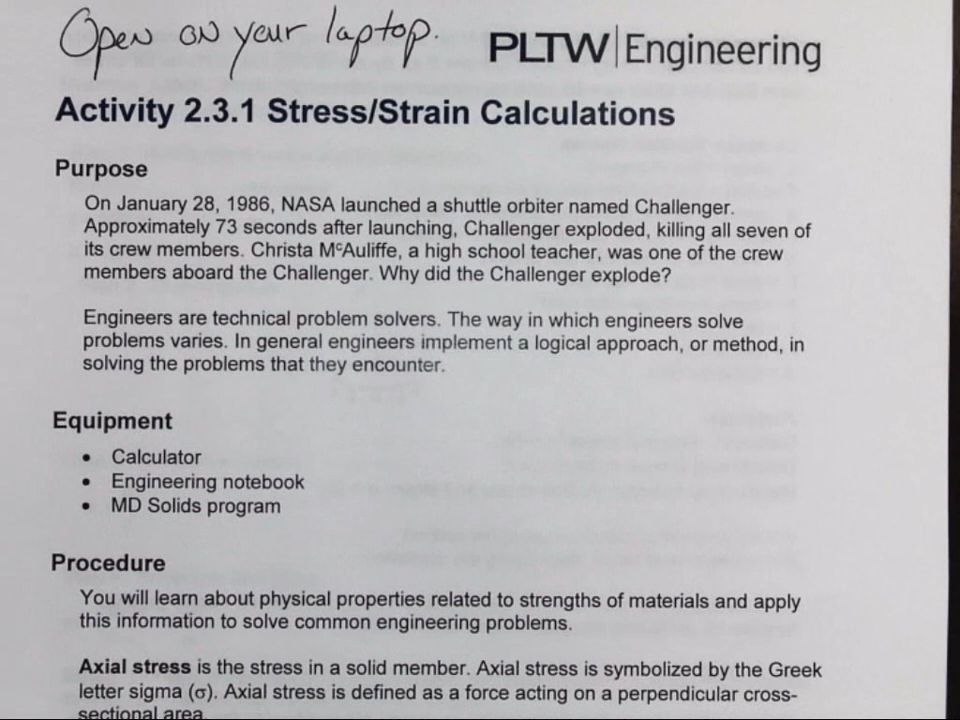 Open on your laptop.
PLTW|Engineering
Activity 2.3.1 Stress/Strain Calculations
Purpose
On January 28, 1986, NASA launched a shuttle orbiter named Challenger.
Approximately 73 seconds after launching, Challenger exploded, killing all seven of
its crew members. Christa McAuliffe, a high school teacher, was one of the crew
members aboard the Challenger. Why did the Challenger explode?
Engineers are technical problem solvers. The way in which engineers solve
problems varies. In general engineers implement a logical approach, or method, in
solving the problems that they encounter.
Equipment
• Calculator
• Engineering notebook
• MD Solids program
Procedure
You will learn about physical properties related to strengths of materials and apply
this information to solve common engineering problems.
Axial stress is the stress in a solid member. Axial stress is symbolized by the Greek
letter sigma (σ). Axial stress is defined as a force acting on a perpendicular cross-
sectional area.